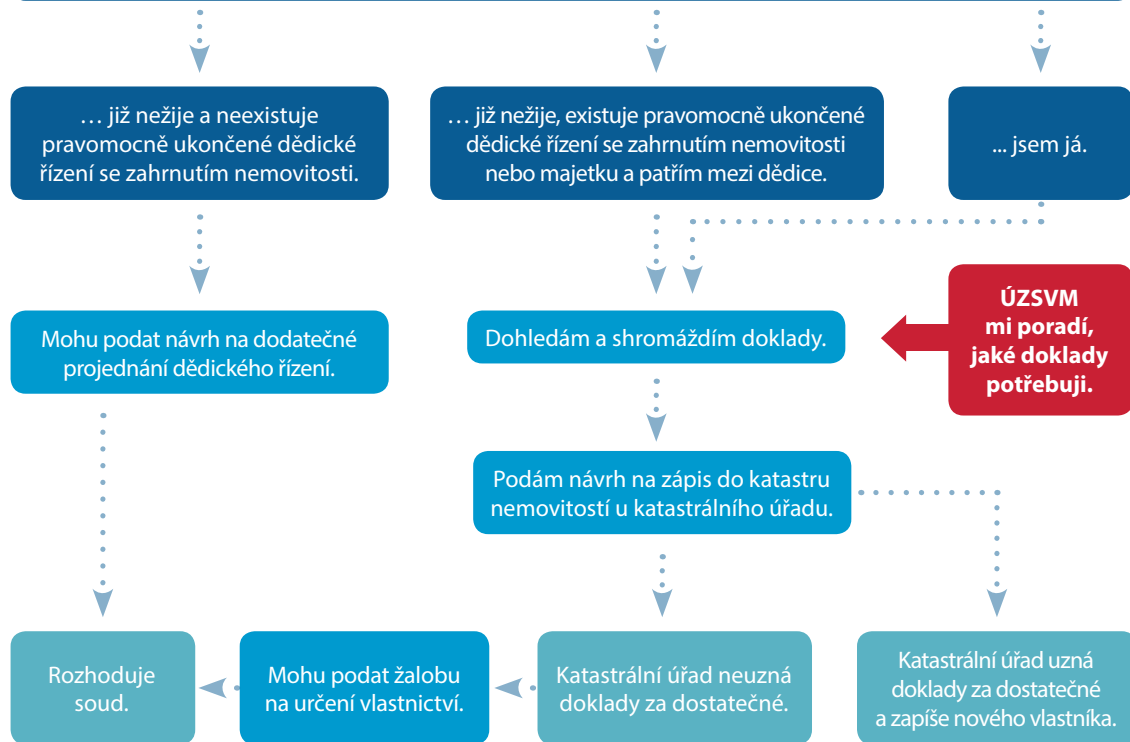 … již nežije a neexistuje
pravomocně ukončené dědické
řízení se zahrnutím nemovitosti.
… již nežije, existuje pravomocně ukončené
dědické řízení se zahrnutím nemovitosti
nebo majetku a patřím mezi dědice.
... jsem já.
Mohu podat návrh na dodatečné
projednání dědického řízení.
Dohledám a shromáždím doklady.
ÚZSVM
mi poradí,
jaké doklady
potřebuji.
Podám návrh na zápis do katastru
nemovitostí u katastrálního úřadu.
Rozhoduje
soud.
Mohu podat žalobu
na určení vlastnictví.
Katastrální úřad neuzná
doklady za dostatečné.
Katastrální úřad uzná
doklady za dostatečné
a zapíše nového vlastníka.